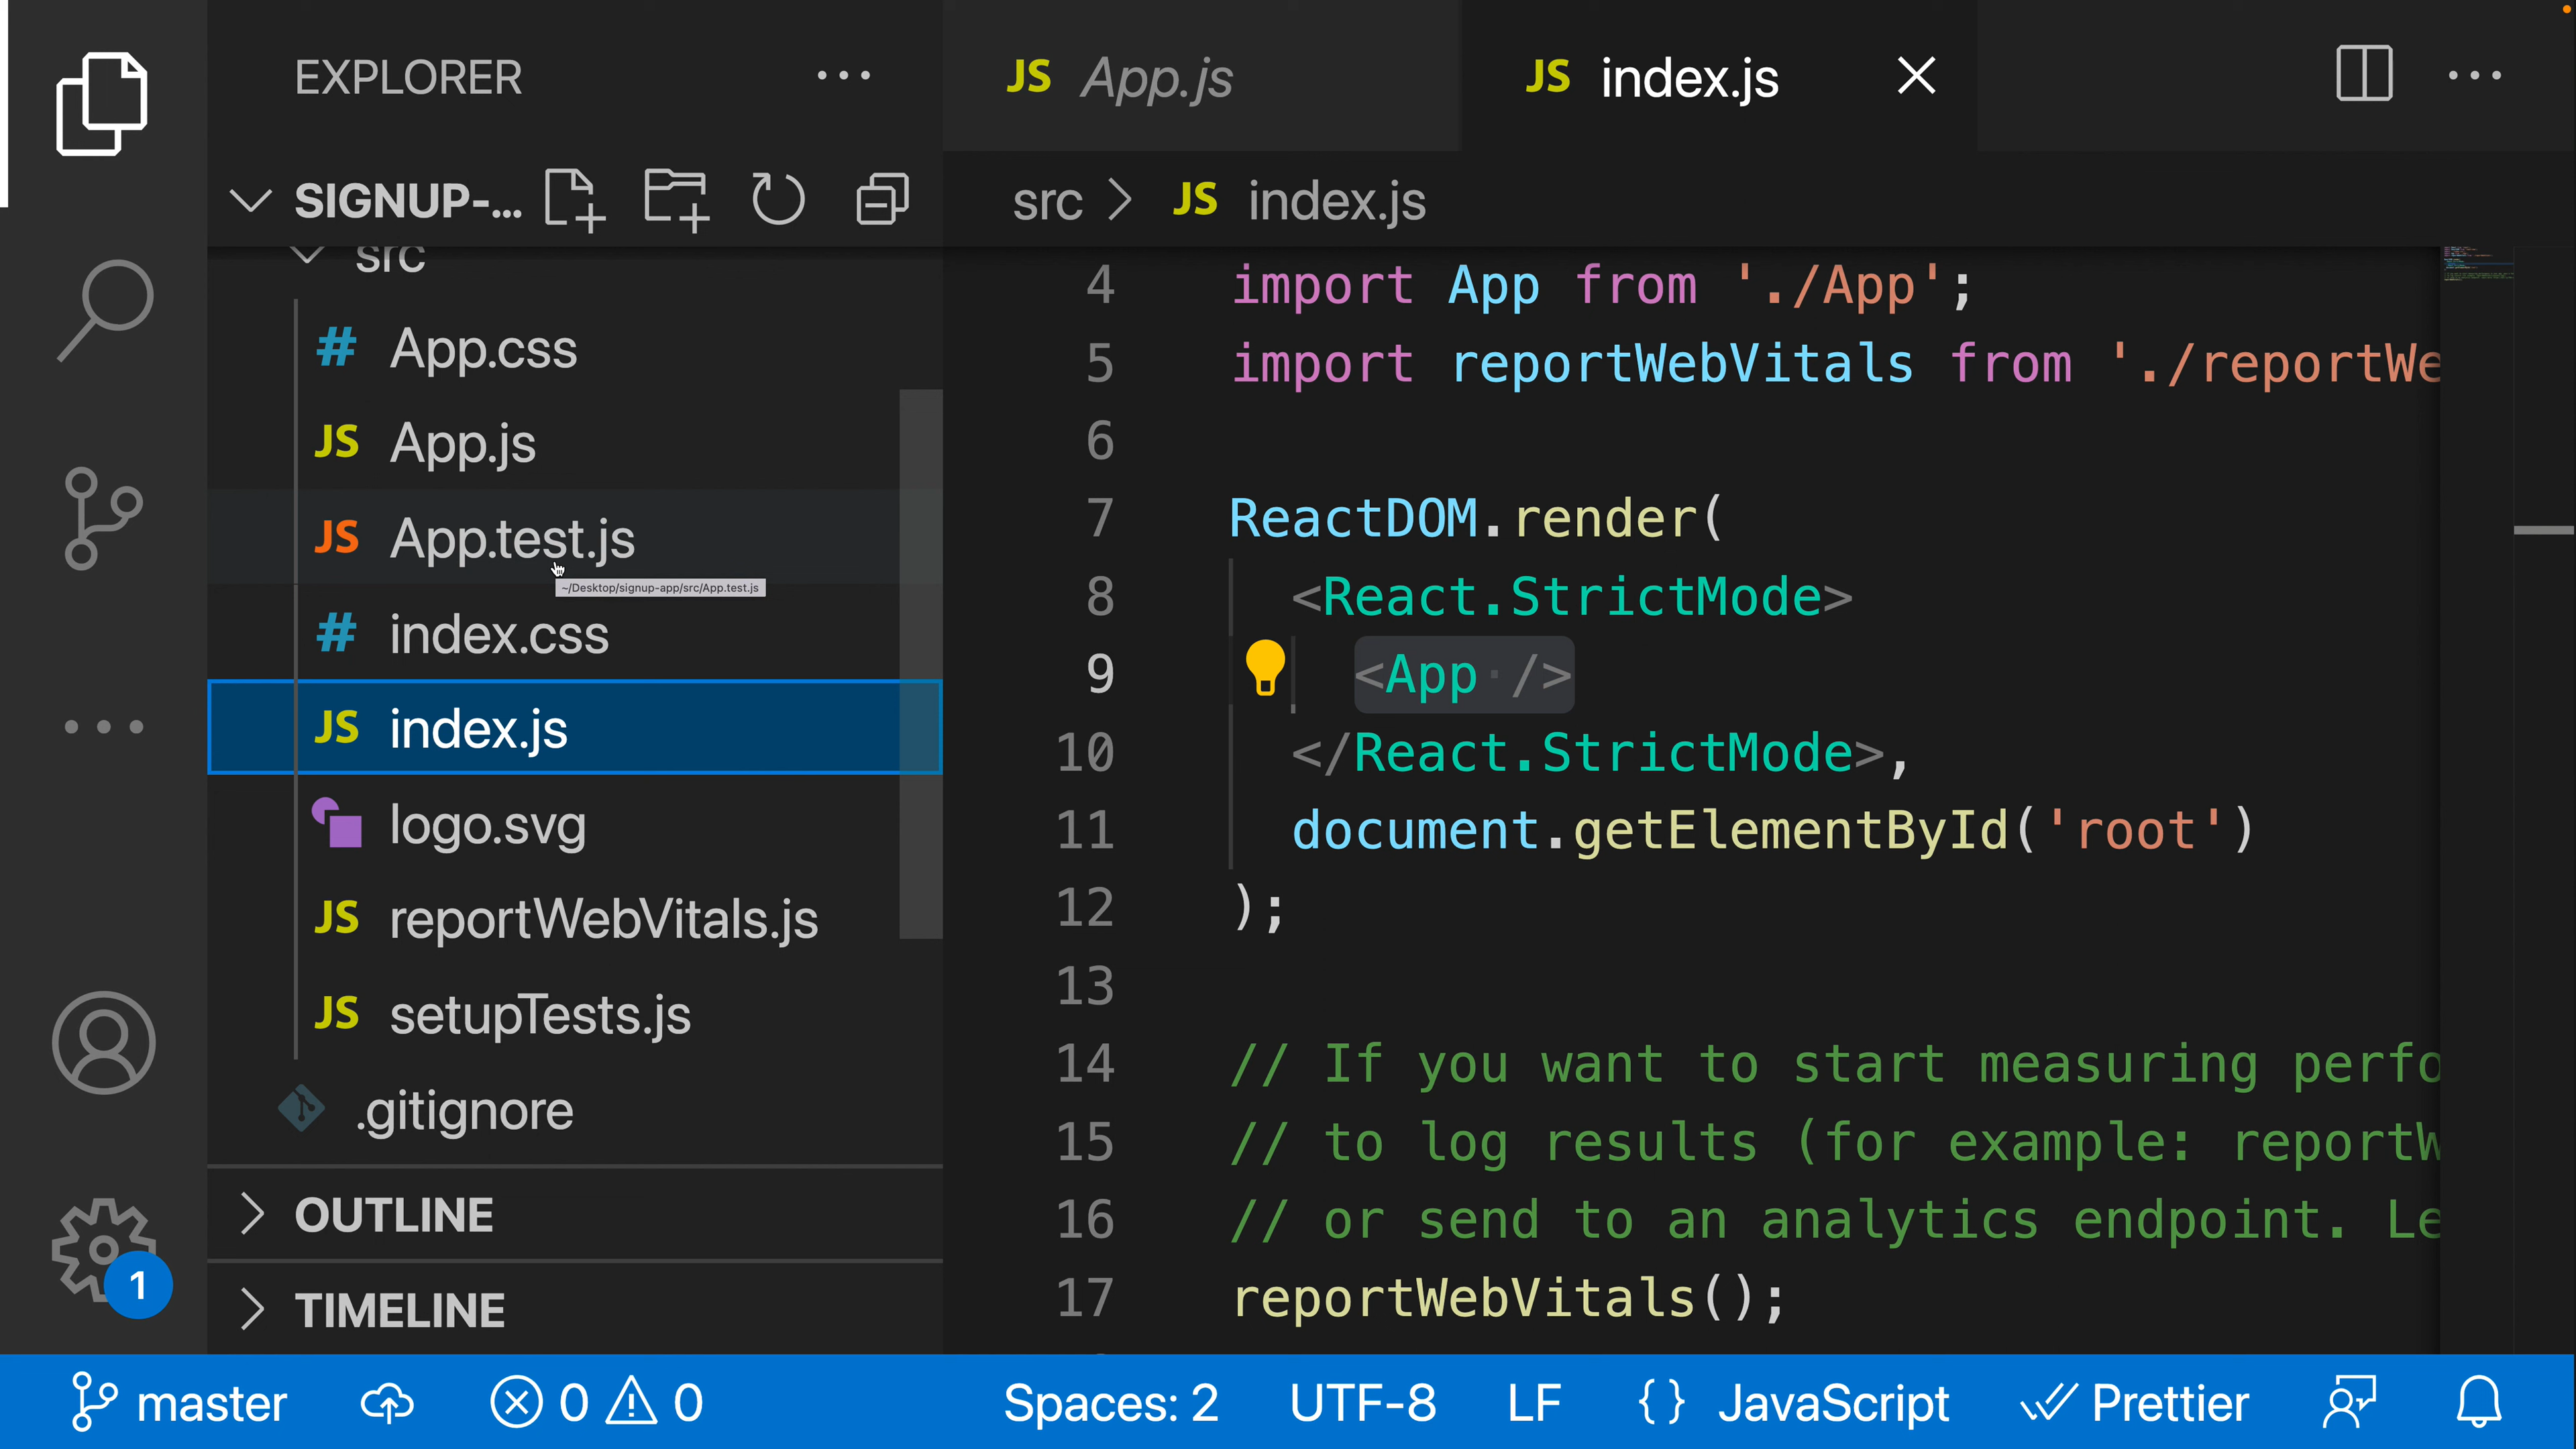 EXPLORER
SIGNUP-...
src
# App.css
JS App.js
JS App.test.js
~/Desktop/signup-app/src/App.test.js
# index.css
JS index.js
logo.svg
JS reportWebVitals.js
JS setupTests.js
.gitignore
OUTLINE
TIMELINE
1
JS App.js
JS index.js
src > JS index.js
4 import App from './App';
5 import reportWebVitals from './reportWe
6
7 ReactDOM.render(
8 <React.StrictMode>
9 <App />
10 </React.StrictMode>,
11 document.getElementById('root')
12 );
13
14 // If you want to start measuring perfo
15 // to log results (for example: reportW
16 // or send to an analytics endpoint. Le
17 reportWebVitals();
master 0 0 Spaces: 2 UTF-8 LF {} JavaScript Prettier